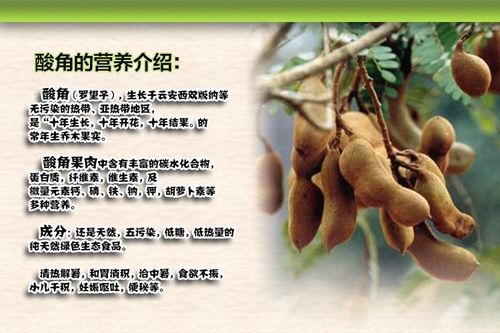 酸角的营养介绍：
酸角（罗望子），生长于云安西双版纳等
无污染的热带、亚热带地区，
是“十年生长，十年开花，十年结果。的
常年生乔木果实。
酸角果肉中含有丰富的碳水化合物，
蛋白质，纤维素，维生素，及
微量元素钙、磷、铁、钠，钾，胡萝卜素等
多种营养。
成分：还是天然，五污染，低糖，低热量的
纯天然绿色生态食品。
清热解暑，和胃消积，治中暑，食欲不振，
小儿干积，妊娠呕吐，便秘等。